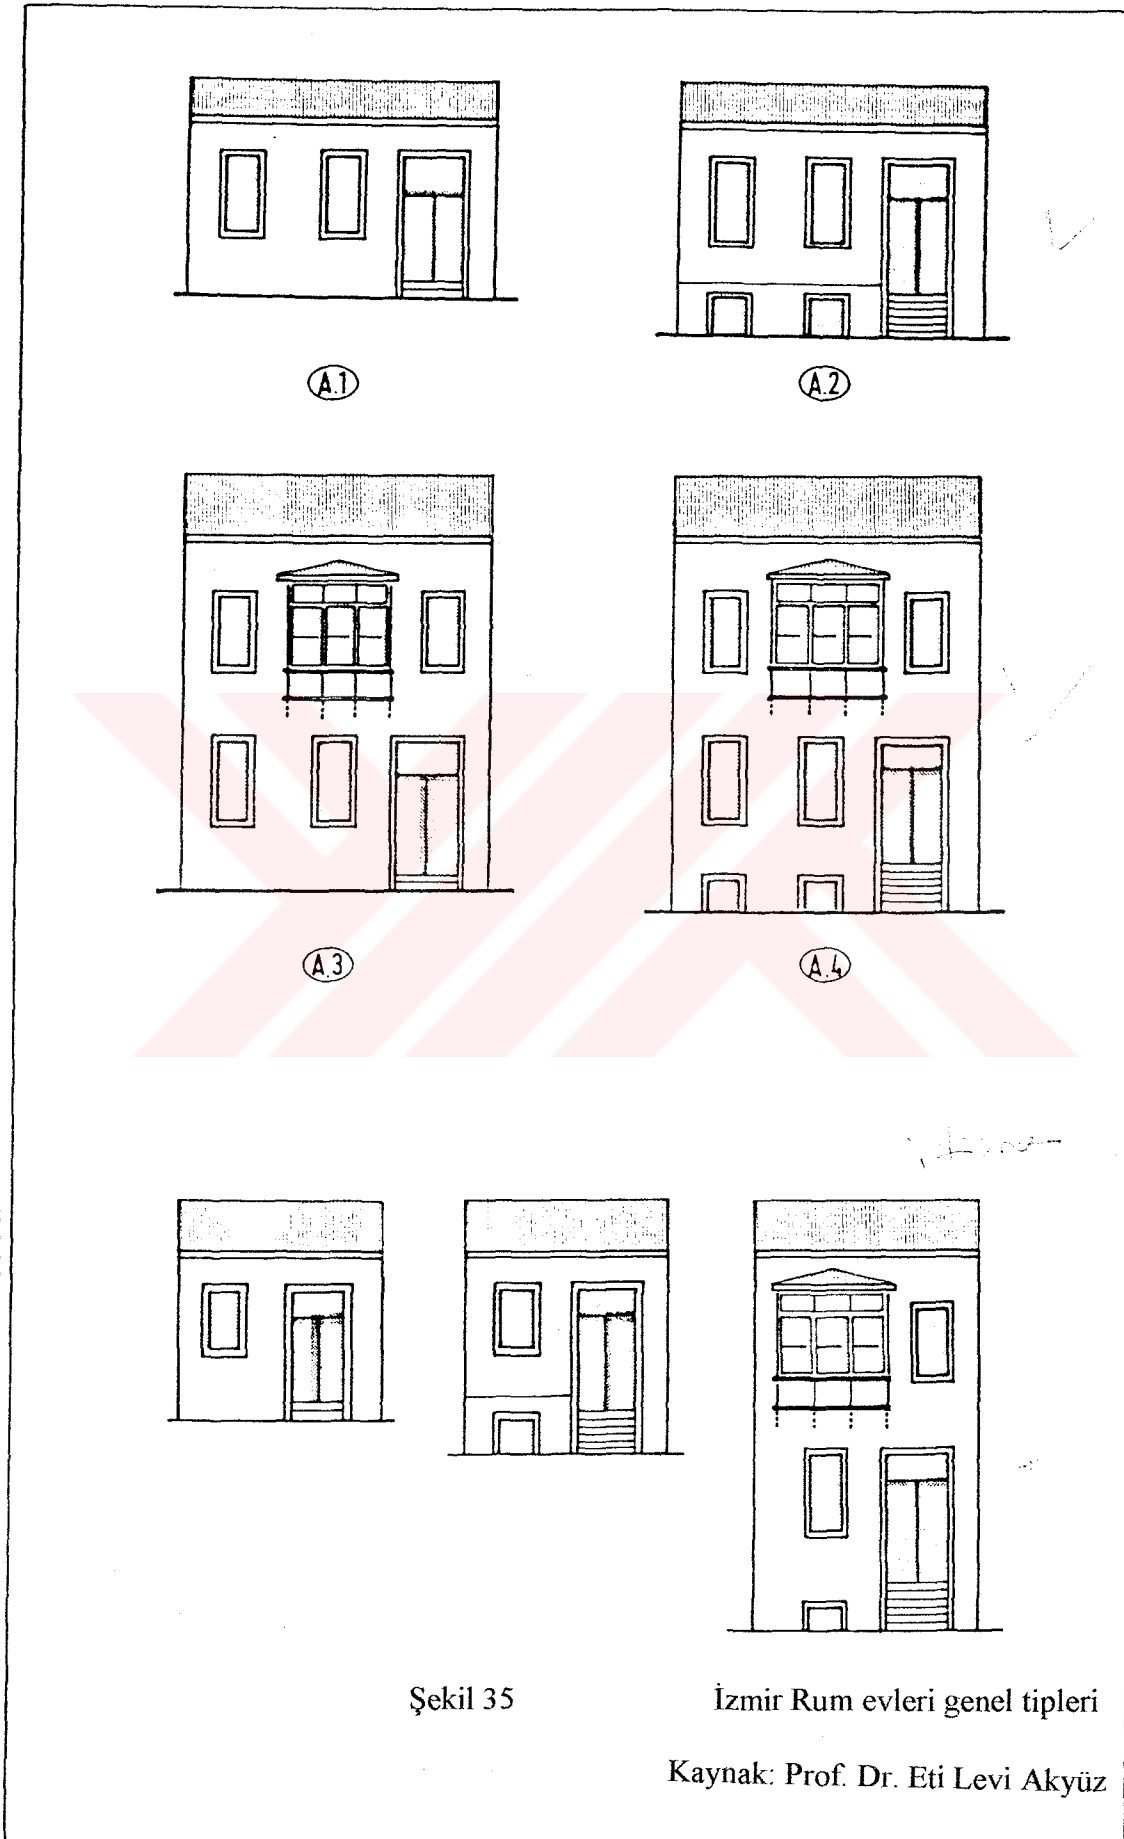 A.1
A.2
A.3
A.4
Şekil 35
İzmir Rum evleri genel tipleri
Kaynak: Prof. Dr. Eti Levi Akyüz